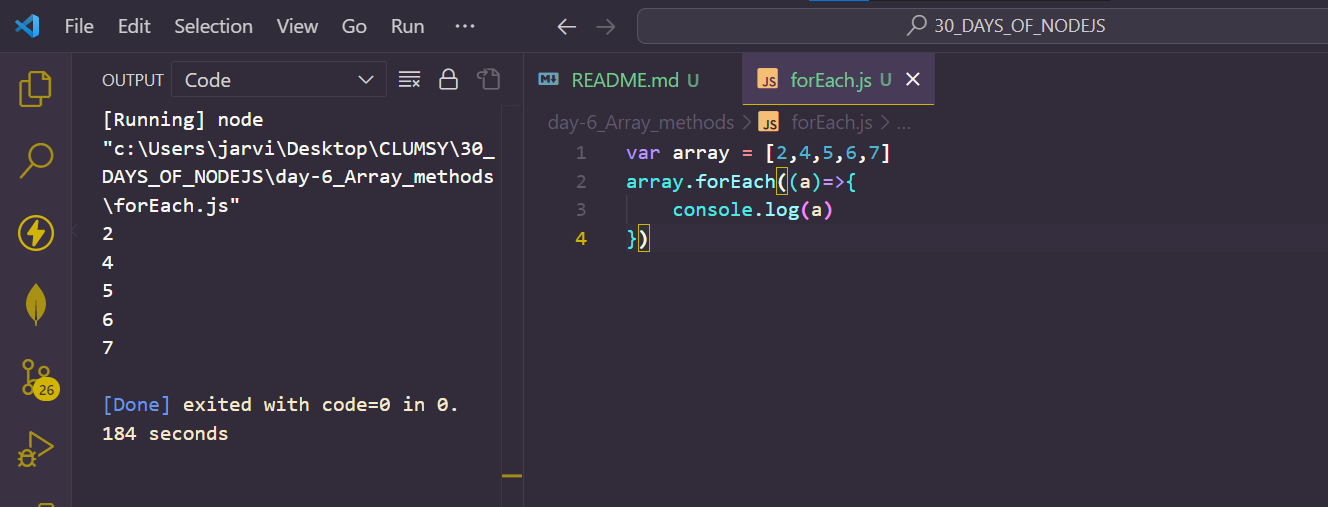 File Edit Selection View Go Run ··· ← → 30_DAYS_OF_NODEJS
OUTPUT Code
[Running] node
"c:\Users\jarvi\Desktop\CLUMSY\30_
DAYS_OF_NODEJS\day-6_Array_methods
\forEach.js"
2
4
5
6
7
[Done] exited with code=0 in 0.
184 seconds
26
README.md U JS forEach.js U
day-6_Array_methods > JS forEach.js > ...
1 var array = [2,4,5,6,7]
2 array.forEach((a)=>{
3 console.log(a)
4 })